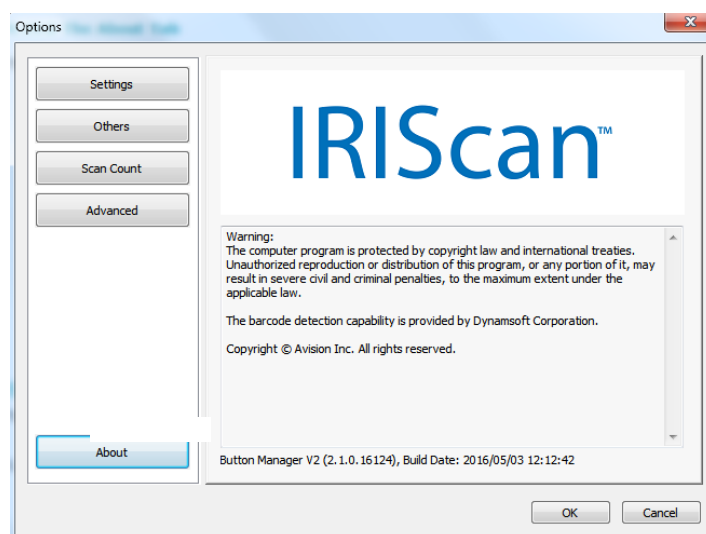 Options
Settings
Others
Scan Count
Advanced
About
IRIScan™
Warning:
The computer program is protected by copyright law and international treaties.
Unauthorized reproduction or distribution of this program, or any portion of it, may
result in severe civil and criminal penalties, to the maximum extent under the
applicable law.
The barcode detection capability is provided by Dynamsoft Corporation.
Copyright © Avision Inc. All rights reserved.
Button Manager V2 (2.1.0.16124), Build Date: 2016/05/03 12:12:42
OK
Cancel